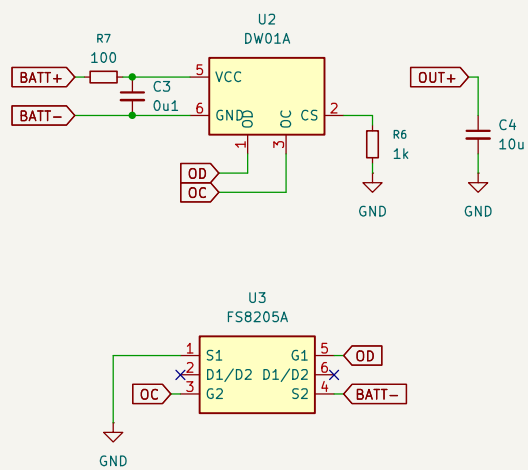 U2
DW01A
R7
100
BATT+
BATT-
C3
0u1
5
VCC
6
GND
OD
OC
CS
2
1
3
OD
OC
R6
1k
GND
OUT+
C4
10u
GND
U3
FS8205A
1
S1
G1
5
OD
2
D1/D2
D1/D2
6
OC
3
G2
S2
4
BATT-
GND